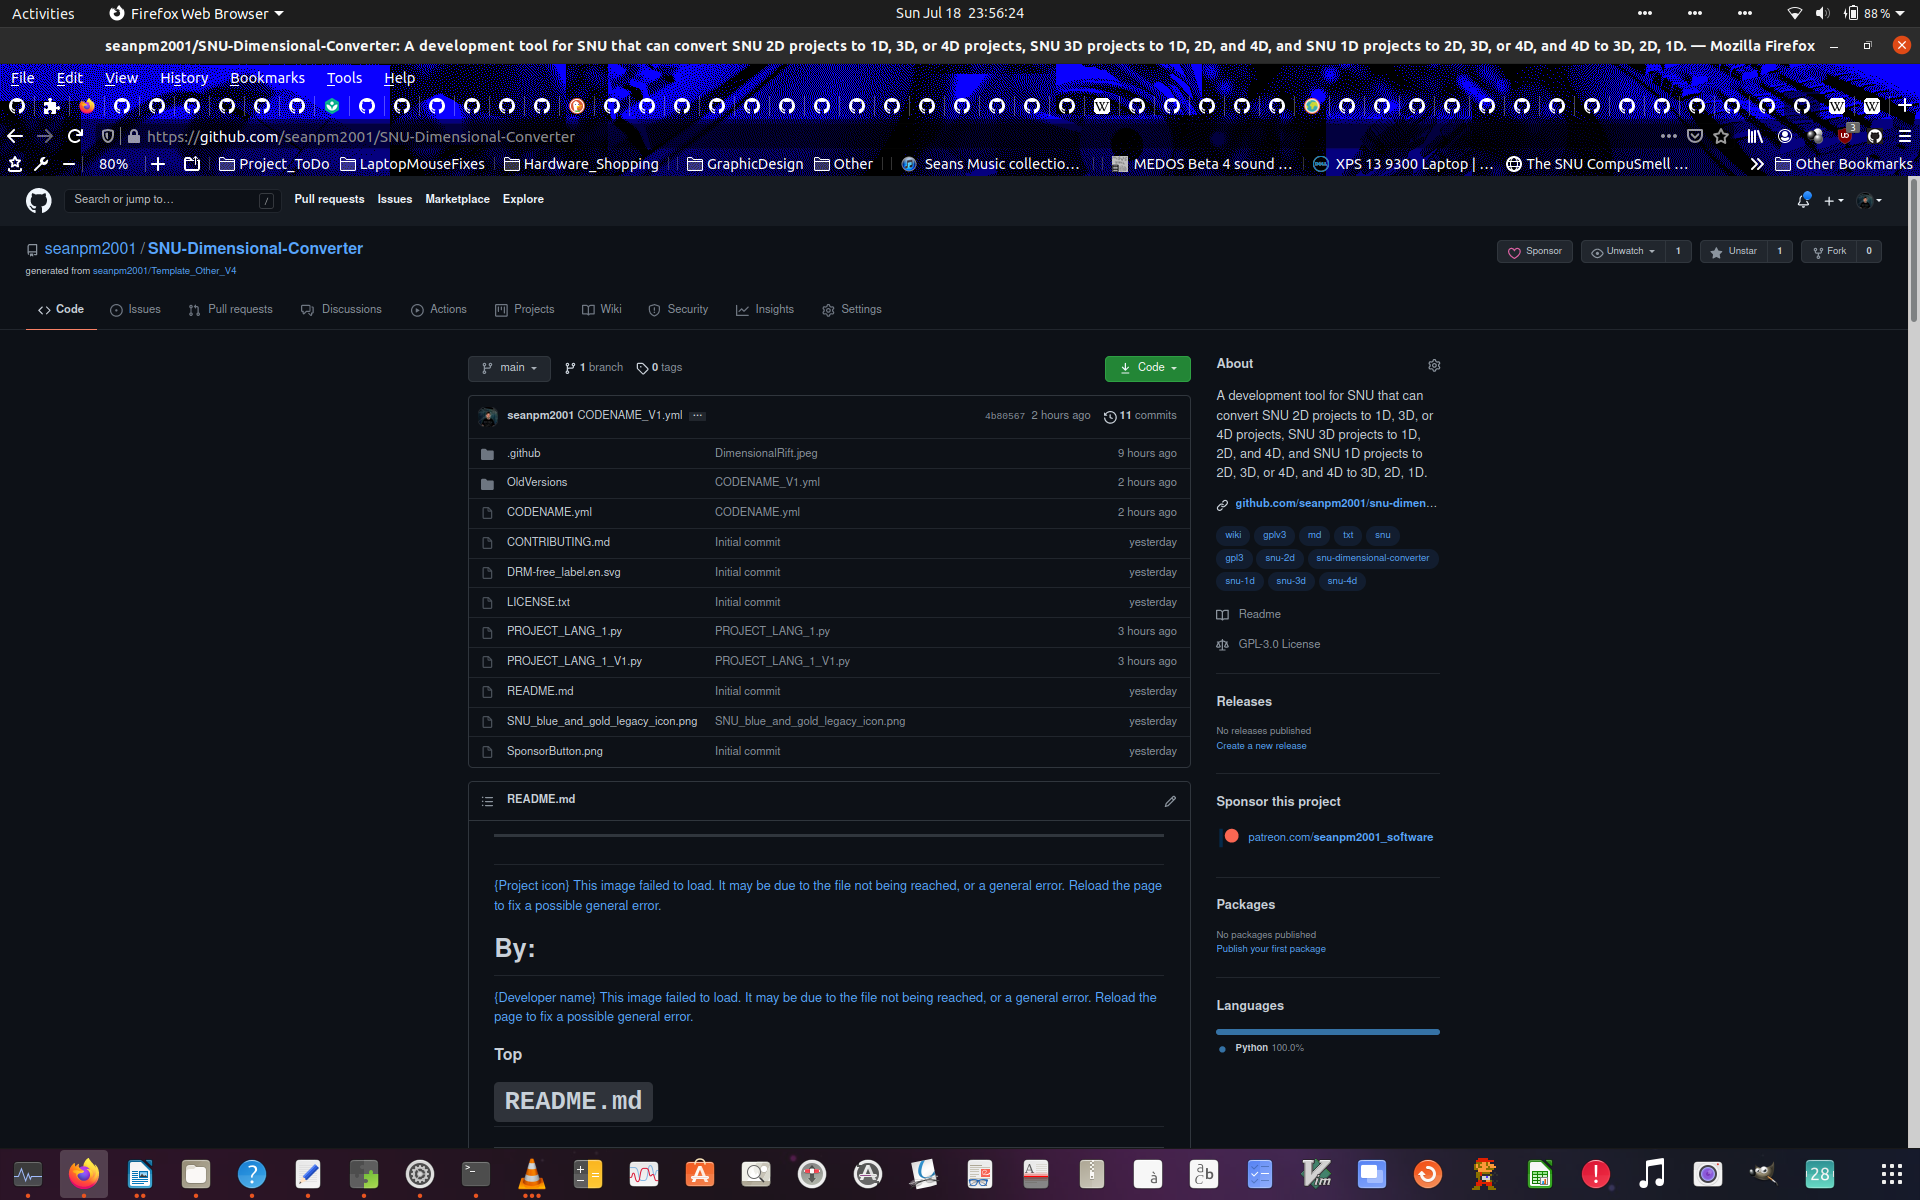 Activities
Firefox Web Browser
Sun Jul 18 23:56:24
88 %
seanpm2001/SNU-Dimensional-Converter: A development tool for SNU that can convert SNU 2D projects to 1D, 3D, or 4D projects, SNU 3D projects to 1D, 2D, and 4D, and SNU 1D projects to 2D, 3D, or 4D, and 4D to 3D, 2D, 1D. — Mozilla Firefox
File Edit View History Bookmarks Tools Help
https://github.com/seanpm2001/SNU-Dimensional-Converter
3
80%
Project_ToDo
LaptopMouseFixes
Hardware_Shopping
GraphicDesign
Other
Seans Music collectio…
MEDOS Beta 4 sound …
XPS 13 9300 Laptop | …
The SNU CompuSmell …
Other Bookmarks
Search or jump to…
/
Pull requests
Issues
Marketplace
Explore
seanpm2001 / SNU-Dimensional-Converter
generated from seanpm2001/Template_Other_V4
Sponsor
Unwatch 1
Unstar 1
Fork 0
Code
Issues
Pull requests
Discussions
Actions
Projects
Wiki
Security
Insights
Settings
main
1 branch
0 tags
Code
seanpm2001 CODENAME_V1.yml ...
4b80567 2 hours ago
11 commits
.github DimensionalRift.jpeg 9 hours ago
OldVersions CODENAME_V1.yml 2 hours ago
CODENAME.yml CODENAME.yml 2 hours ago
CONTRIBUTING.md Initial commit yesterday
DRM-free_label.en.svg Initial commit yesterday
LICENSE.txt Initial commit yesterday
PROJECT_LANG_1.py PROJECT_LANG_1.py 3 hours ago
PROJECT_LANG_1_V1.py PROJECT_LANG_1_V1.py 3 hours ago
README.md Initial commit yesterday
SNU_blue_and_gold_legacy_icon.png SNU_blue_and_gold_legacy_icon.png yesterday
SponsorButton.png Initial commit yesterday
README.md
{Project icon} This image failed to load. It may be due to the file not being reached, or a general error. Reload the page
to fix a possible general error.
By:
{Developer name} This image failed to load. It may be due to the file not being reached, or a general error. Reload the
page to fix a possible general error.
Top
README.md
About
A development tool for SNU that can
convert SNU 2D projects to 1D, 3D, or
4D projects, SNU 3D projects to 1D,
2D, and 4D, and SNU 1D projects to
2D, 3D, or 4D, and 4D to 3D, 2D, 1D.
github.com/seanpm2001/snu-dimen…
wiki gplv3 md txt snu
gpl3 snu-2d snu-dimensional-converter
snu-1d snu-3d snu-4d
Readme
GPL-3.0 License
Releases
No releases published
Create a new release
Sponsor this project
patreon.com/seanpm2001_software
Packages
No packages published
Publish your first package
Languages
Python 100.0%
28